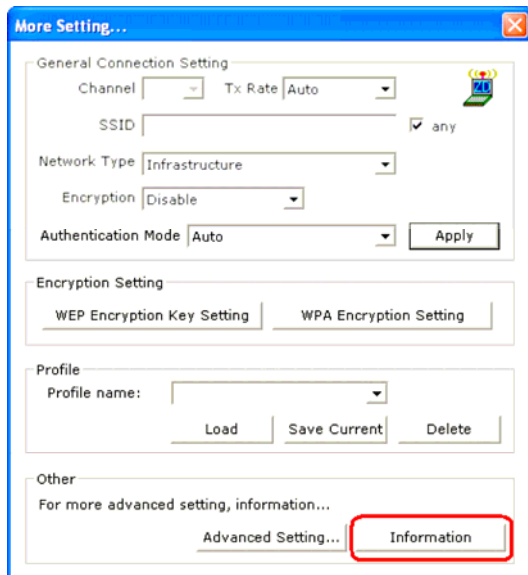 More Setting...
General Connection Setting
Channel Tx Rate Auto
SSID any
Network Type Infrastructure
Encryption Disable
Authentication Mode Auto Apply
Encryption Setting
WEP Encryption Key Setting WPA Encryption Setting
Profile
Profile name:
Load Save Current Delete
Other
For more advanced setting, information...
Advanced Setting... Information